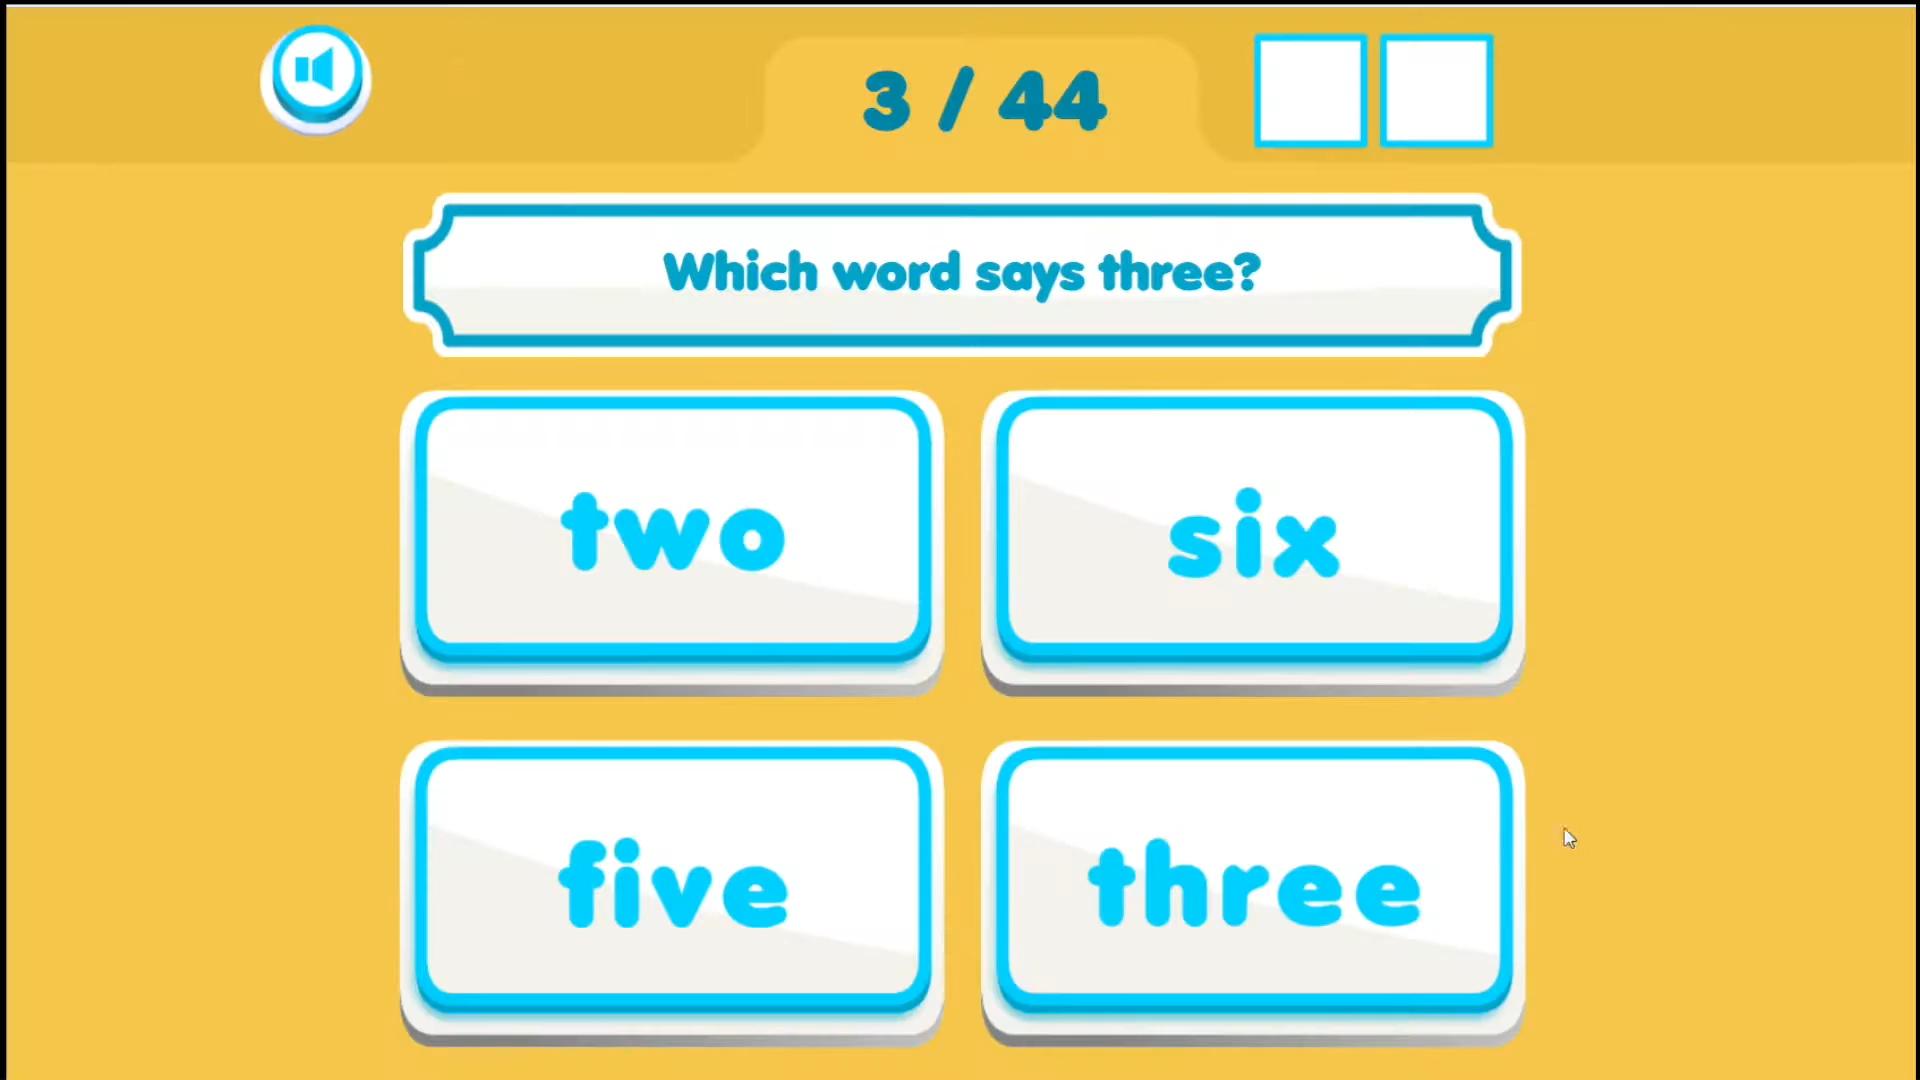 3 / 44
Which word says three?
two
six
five
three